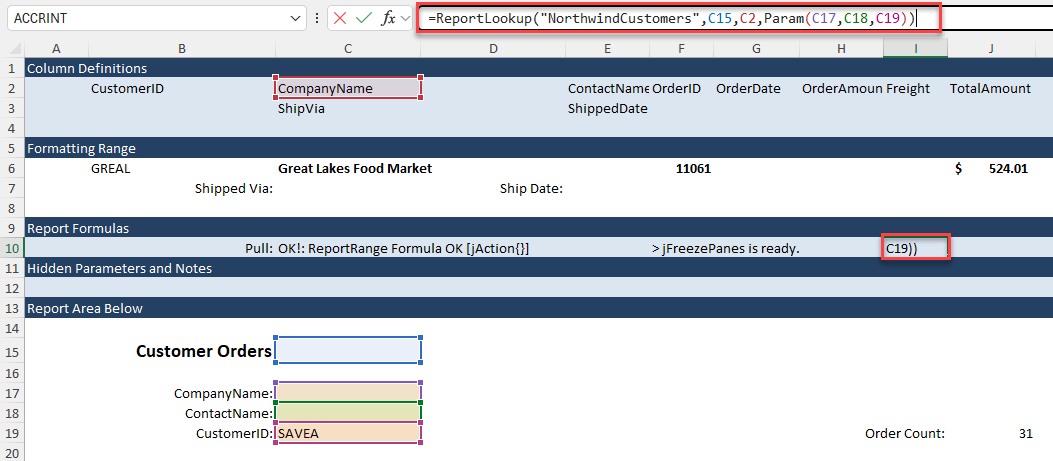 ACCRINT fx =ReportLookup("NorthwindCustomers",C15,C2,Param(C17,C18,C19))
A B C D E F G H I J
1 Column Definitions
2 CustomerID CompanyName ContactName OrderID OrderDate OrderAmoun Freight TotalAmount
3 ShipVia ShippedDate
4
5 Formatting Range
6 GREAL Great Lakes Food Market 11061 $ 524.01
7 Shipped Via: Ship Date:
8
9 Report Formulas
10 Pull: OK!: ReportRange Formula OK [jAction{}] > jFreezePanes is ready. C19))
11 Hidden Parameters and Notes
12
13 Report Area Below
14
15 Customer Orders
16
17 CompanyName:
18 ContactName:
19 CustomerID: SAVEA Order Count: 31
20